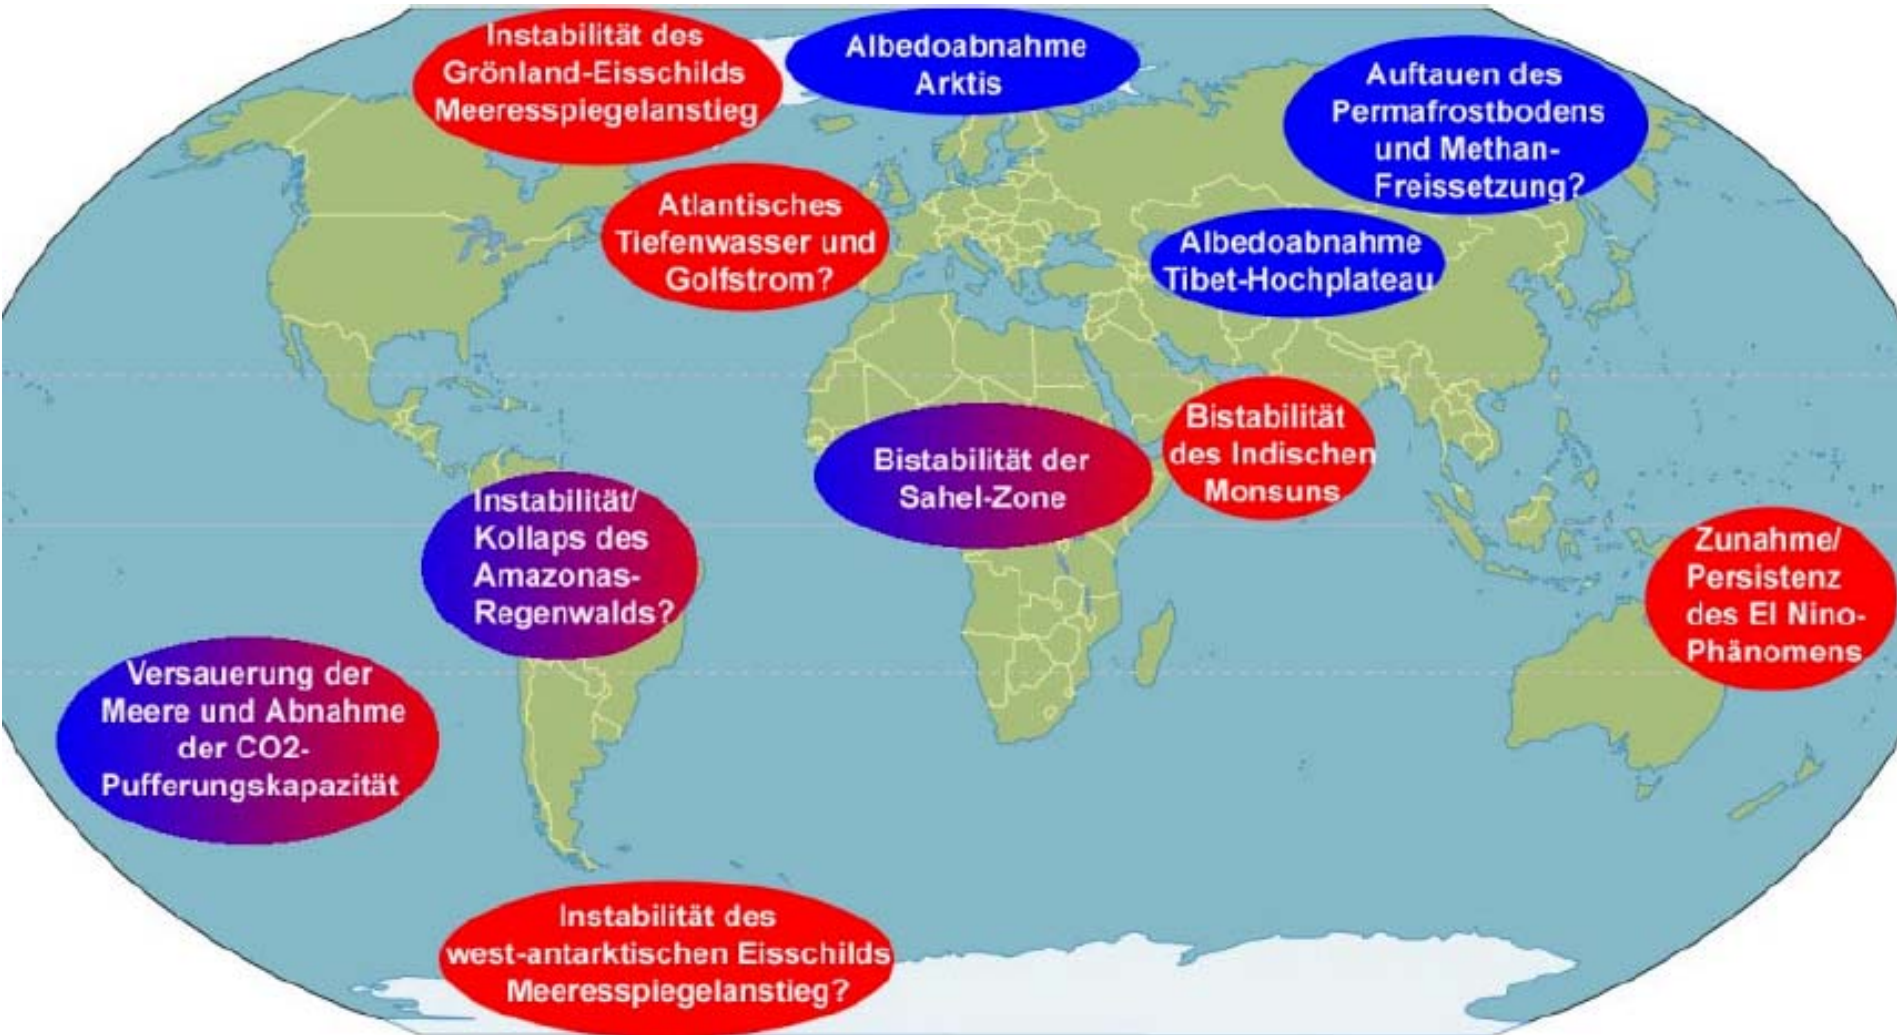 Instabilität des
Grönland-Eisschilds
Meeresspiegelanstieg
Albedoabnahme
Arktis
Auftauen des
Permafrostbodens
und Methan-
Freissetzung?
Atlantisches
Tiefenwasser und
Golfstrom?
Albedoabnahme
Tibet-Hochplateau
Bistabilität der
Sahel-Zone
Bistabilität
des Indischen
Monsuns
Instabilität/
Kollaps des
Amazonas-
Regenwalds?
Zunahme/
Persistenz
des El Nino-
Phänomens
Versauerung der
Meere und Abnahme
der CO2-
Pufferungskapazität
Instabilität des
west-antarktischen Eisschilds
Meeresspiegelanstieg?